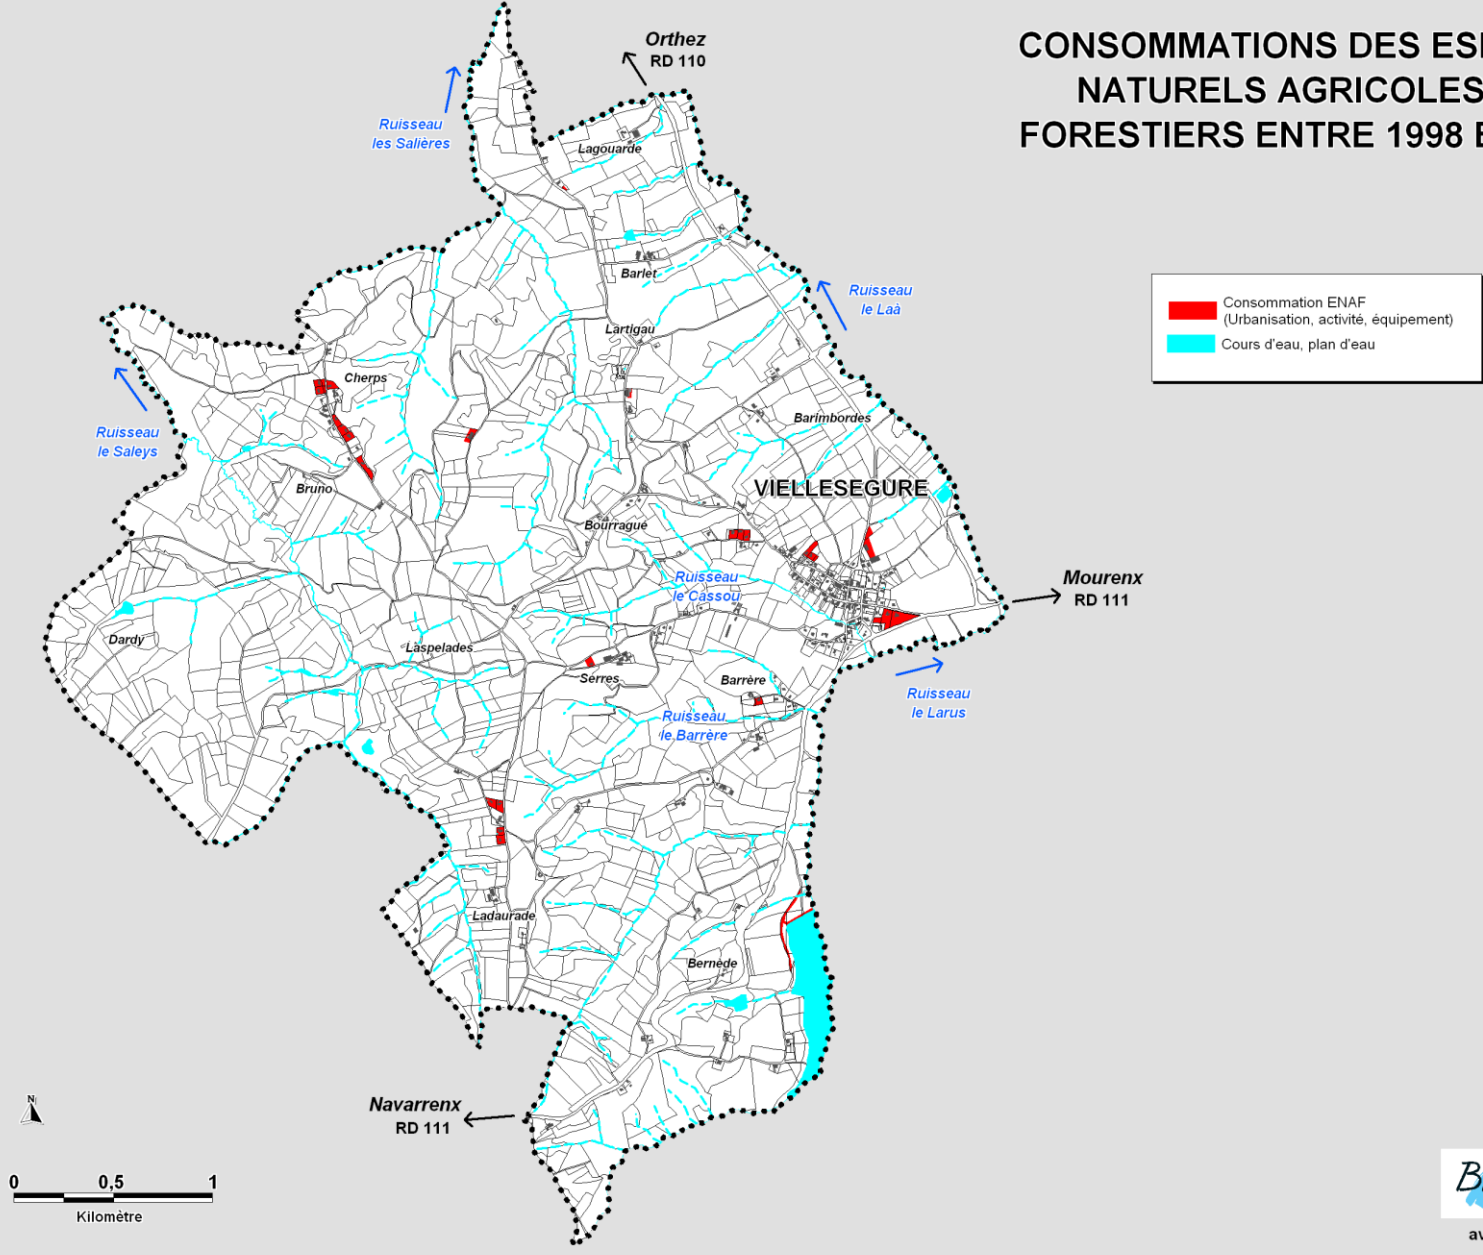 CONSOMMATIONS DES
NATURELS AGRICOLES
FORESTIERS ENTRE 1998
Orthez
RD 110
Ruisseau
les Salières
Lagouarde
Barlet
Ruisseau
le Laà
Consommation ENAF
(Urbanisation, activité, équipement)
Cours d'eau, plan d'eau
Lartigau
Cherps
Barimbordes
Ruisseau
le Saleys
Bruno
VIELLESEGURE
Bourragué
Ruisseau
le Cassou
Mourenx
RD 111
Dardy
Laspelades
Serres
Barrère
Ruisseau
le Larus
Ruisseau
le Barrère
Ladaurade
Bernède
Navarrenx
RD 111
N
0 0,5 1
Kilomètre